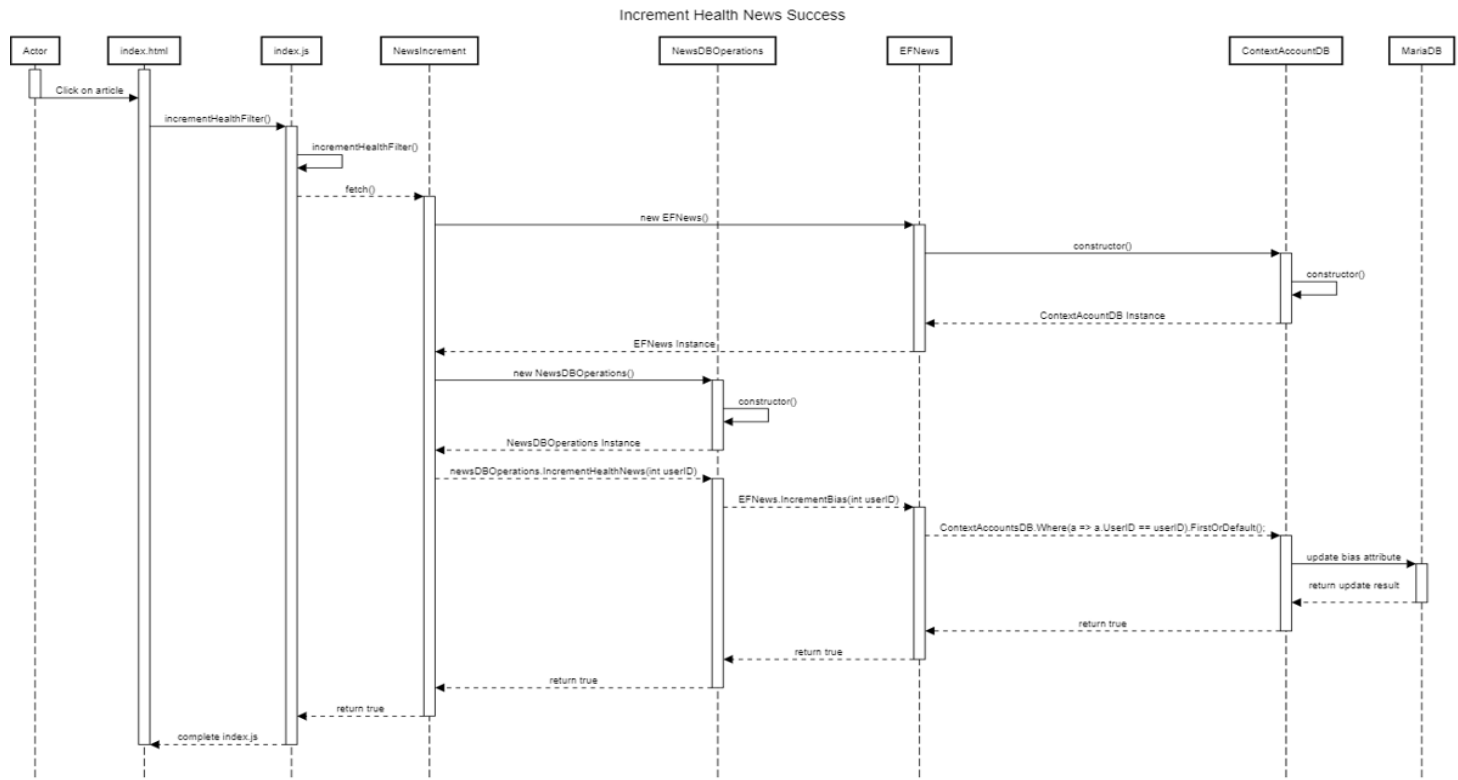 Increment Health News Success
Actor
index.html
index.js
NewsIncrement
NewsDBOperations
EFNews
ContextAccountDB
MariaDB
Click on article
incrementHealthFilter()
incrementHealthFilter()
fetch()
new EFNews()
constructor()
constructor()
ContextAcountDB Instance
EFNews Instance
new NewsDBOperations()
constructor()
NewsDBOperations Instance
newsDBOperations.IncrementHealthNews(int userID)
EFNews.IncrementBias(int userID)
ContextAccountsDB.Where(a => a.UserID == userID).FirstOrDefault();
update bias attribute
return update result
return true
return true
return true
return true
complete index.js